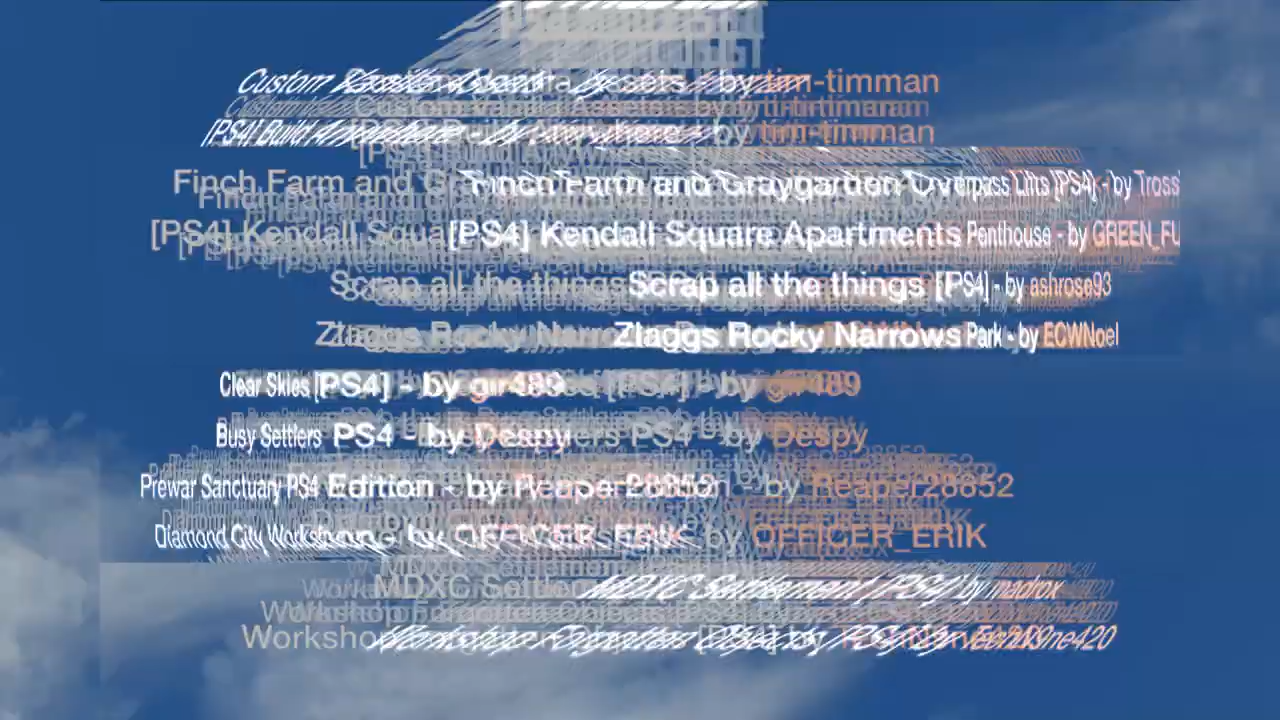 PS4 MODLIST
Custom Vanilla Assets - by tim-timman
[PS4] Build Anywhere - by tim-timman
Finch Farm and Graygarden Overpass Lifts [PS4] - by Tross
[PS4] Kendall Square Apartments Penthouse - by GREEN_FU
Scrap all the things [PS4] - by ashrose93
Ztaggs Rocky Narrows Park - by ECWNoel
Clear Skies [PS4] - by gir489
Busy Settlers PS4 - by Despy
Prewar Sanctuary PS4 Edition - by Reaper28852
Diamond City Workshop - by OFFICER_ERIK
MDXC Settlement [PS4] by madrox
Workshop Forgotten Objects [PS4] by